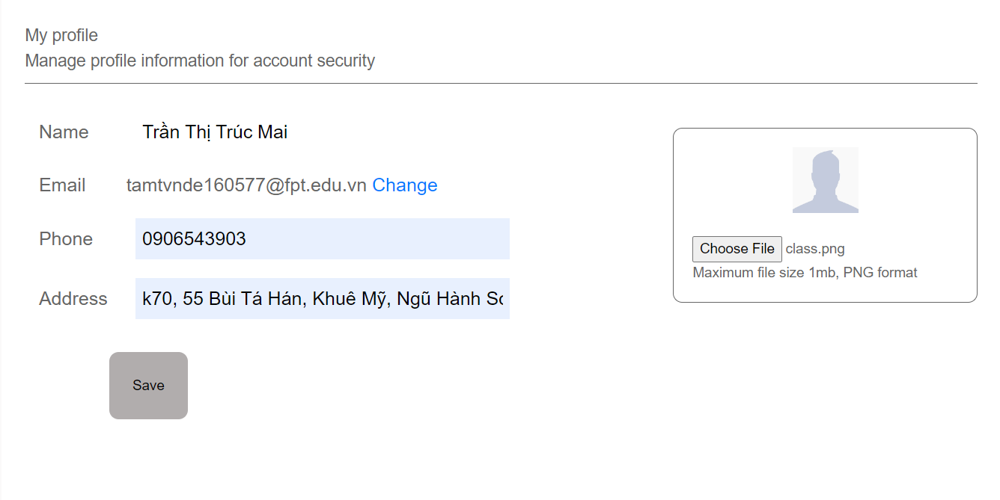 My profile
Manage profile information for account security
Name Trần Thị Trúc Mai
Email tamtvnde160577@fpt.edu.vn Change
Phone 0906543903
Address k70, 55 Bùi Tá Hán, Khuê Mỹ, Ngũ Hành
Save
Choose File class.png
Maximum file size 1mb, PNG format